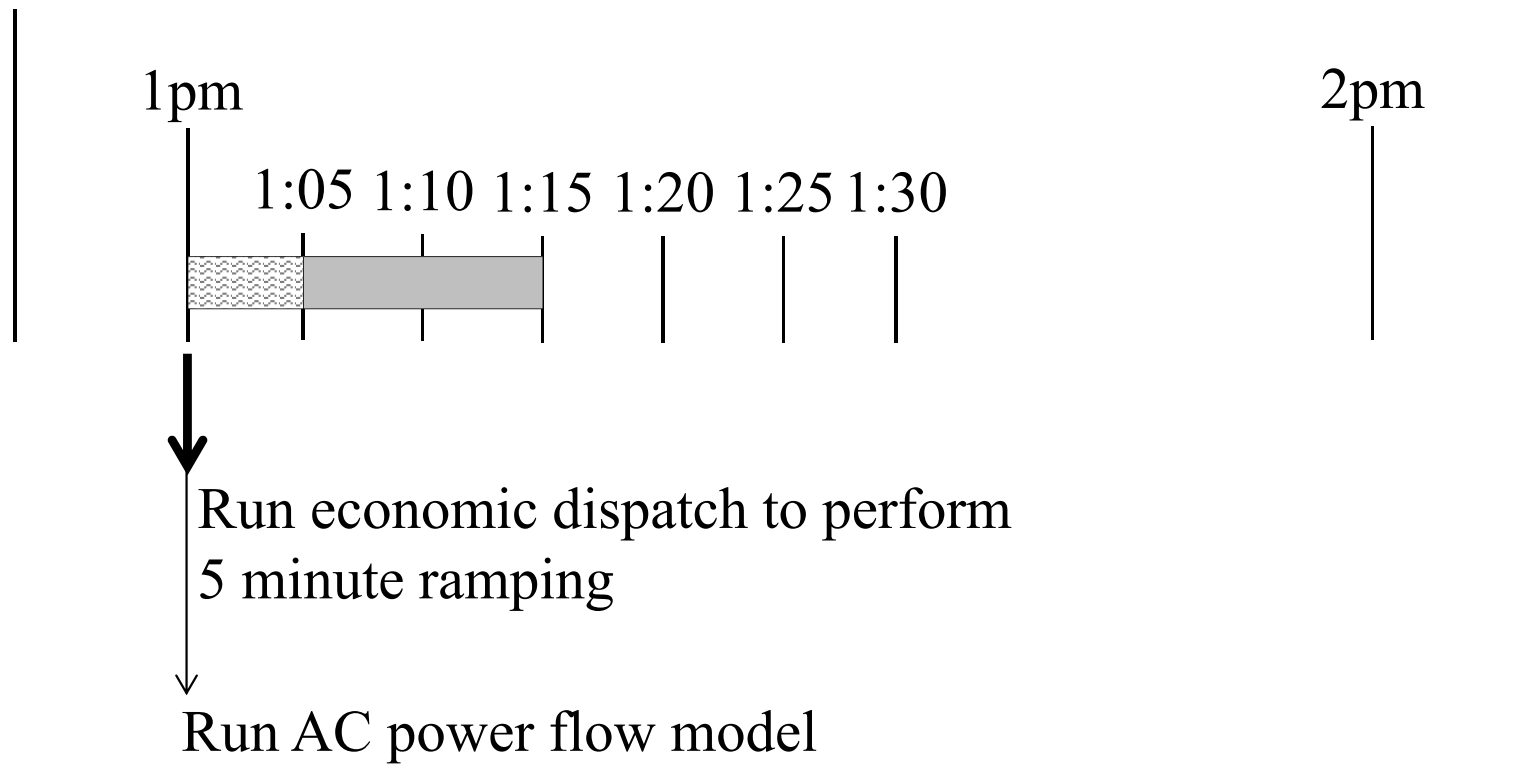 1pm
2pm
1:05 1:10 1:15 1:20 1:25 1:30
Run economic dispatch to perform
5 minute ramping
Run AC power flow model